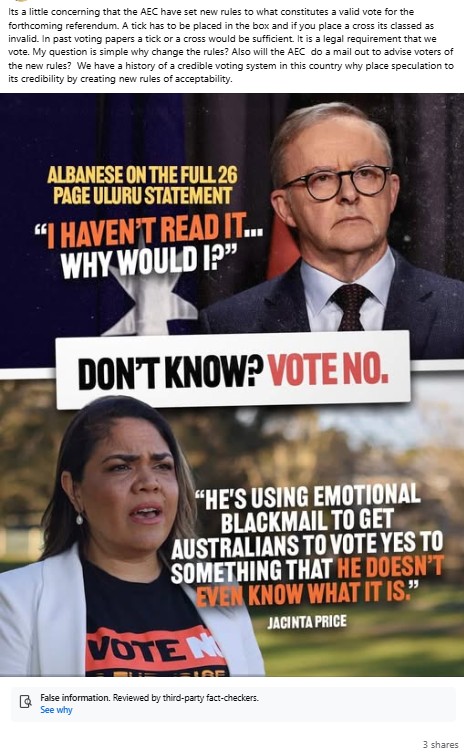 Its a little concerning that the AEC have set new rules to what constitutes a valid vote for the
forthcoming referendum. A tick has to be placed in the box and if you place a cross its classed as
invalid. In past voting papers a tick or a cross would be sufficient. It is a legal requirement that we
vote. My question is simple why change the rules? Also will the AEC  do a mail out to advise voters of
the new rules?  We have a history of a credible voting system in this country why place speculation to
its credibility by creating new rules of acceptability.
ALBANESE ON THE FULL 26
PAGE ULURU STATEMENT
“I HAVEN'T READ IT...
WHY WOULD I?”
DON'T KNOW? VOTE NO.
“HE'S USING EMOTIONAL
BLACKMAIL TO GET
AUSTRALIANS TO VOTE YES TO
SOMETHING THAT HE DOESN'T
EVEN KNOW WHAT IT IS.”
JACINTA PRICE
VOTE N
False information. Reviewed by third-party fact-checkers.
See why
3 shares